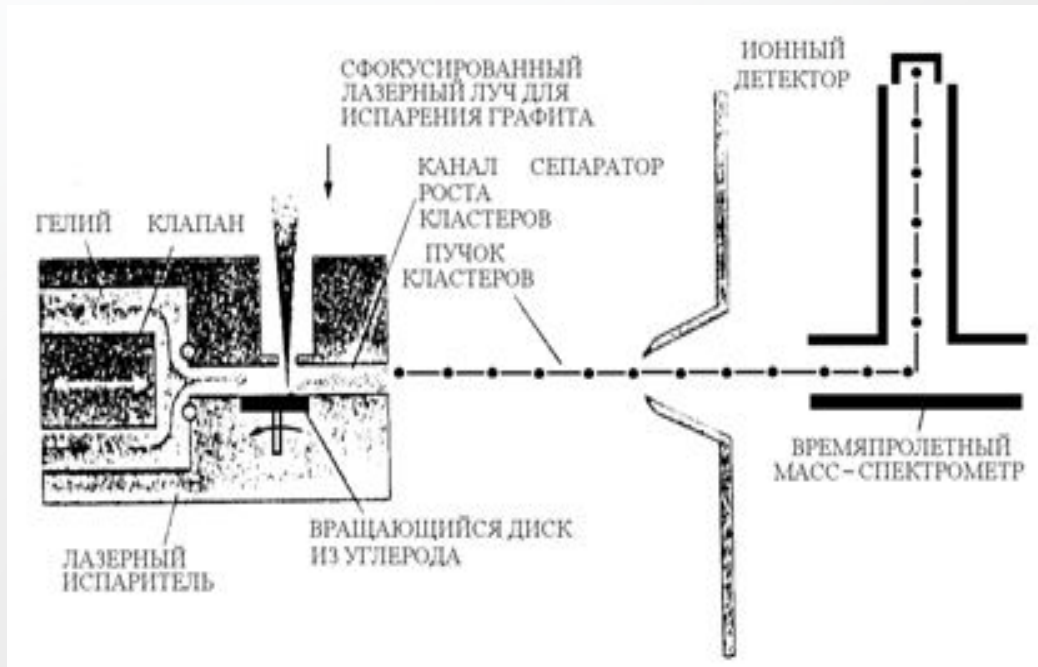 СФОКУСИРОВАННЫЙ
ЛАЗЕРНЫЙ ЛУЧ ДЛЯ
ИСПАРЕНИЯ ГРАФИТА
ИОННЫЙ
ДЕТЕКТОР
КАНАЛ СЕПАРАТОР
РОСТА
КЛАСТЕРОВ
ГЕЛИЙ КЛАПАН
ПУЧОК
КЛАСТЕРОВ
ВРЕМЯПРОЛЕТНЫЙ
МАСС-СПЕКТРОМЕТР
ВРАЩАЮЩИЙСЯ ДИСК
ИЗ УГЛЕРОДА
ЛАЗЕРНЫЙ
ИСПАРИТЕЛЬ